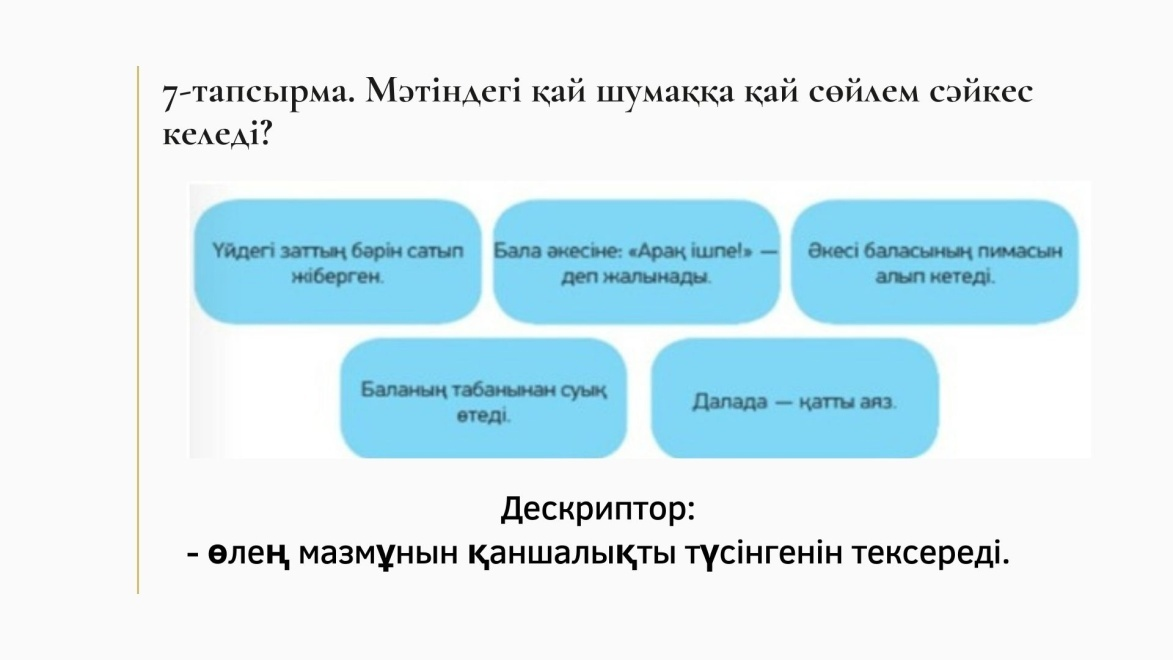 7-тапсырма. Мәтіндегі қай шумаққа қай сөйлем сәйкес
келеді?
Үйдегі заттың бәрін сатып
жіберген.
Бала әкесіне: «Арақ ішпе!» —
деп жалынады.
Әкесі баласының пимасын
алып кетеді.
Баланың табанынан суық
өтеді.
Далада — қатты аяз.
Дескриптор:
- өлең мазмұнын қаншалықты түсінгенін тексереді.